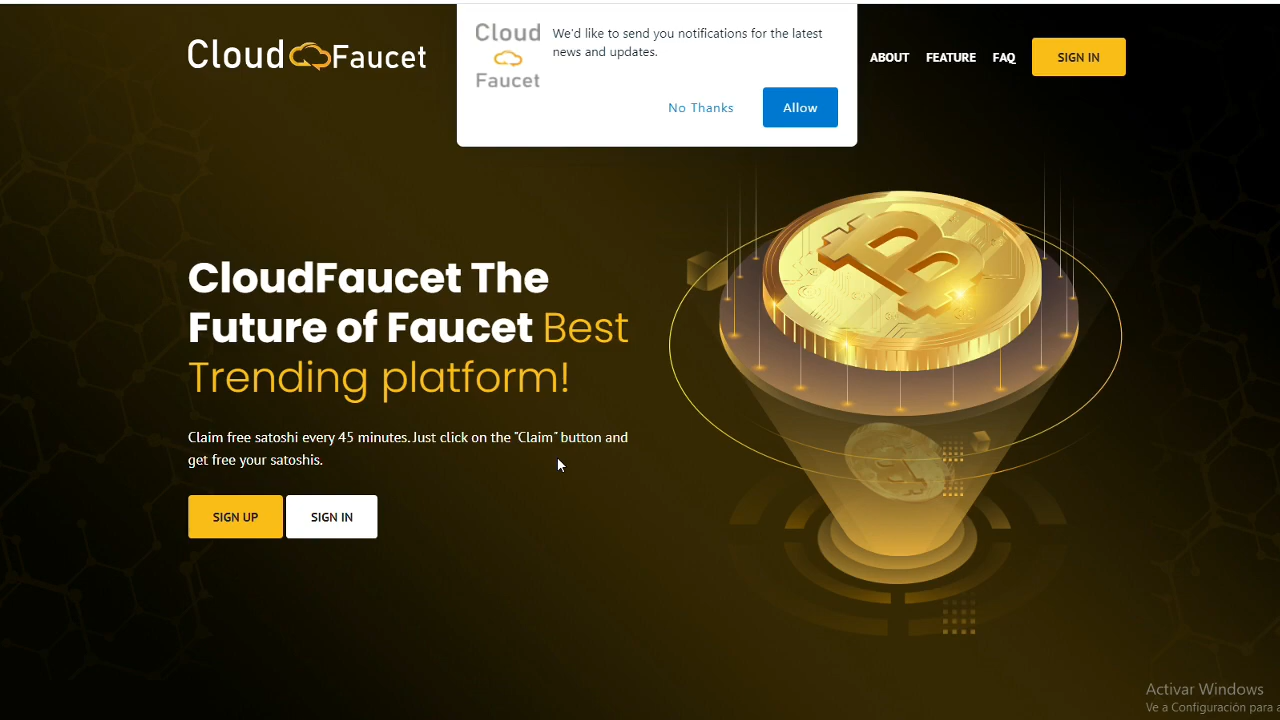 Cloud Faucet
Cloud
Faucet
We'd like to send you notifications for the latest
news and updates.
No Thanks
Allow
ABOUT
FEATURE
FAQ
SIGN IN
CloudFaucet The
Future of Faucet Best
Trending platform!
Claim free satoshi every 45 minutes. Just click on the "Claim" button and
get free your satoshis.
SIGN UP
SIGN IN
Activar Windows
Ve a Configuración para a